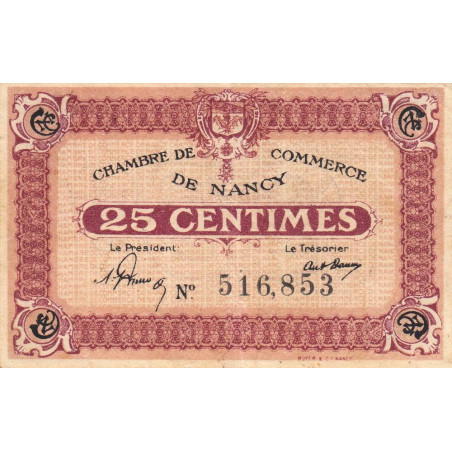 CHAMBRE DE COMMERCE
DE NANCY
25 CENTIMES
Le Président: Le Trésorier
Nº 516,853